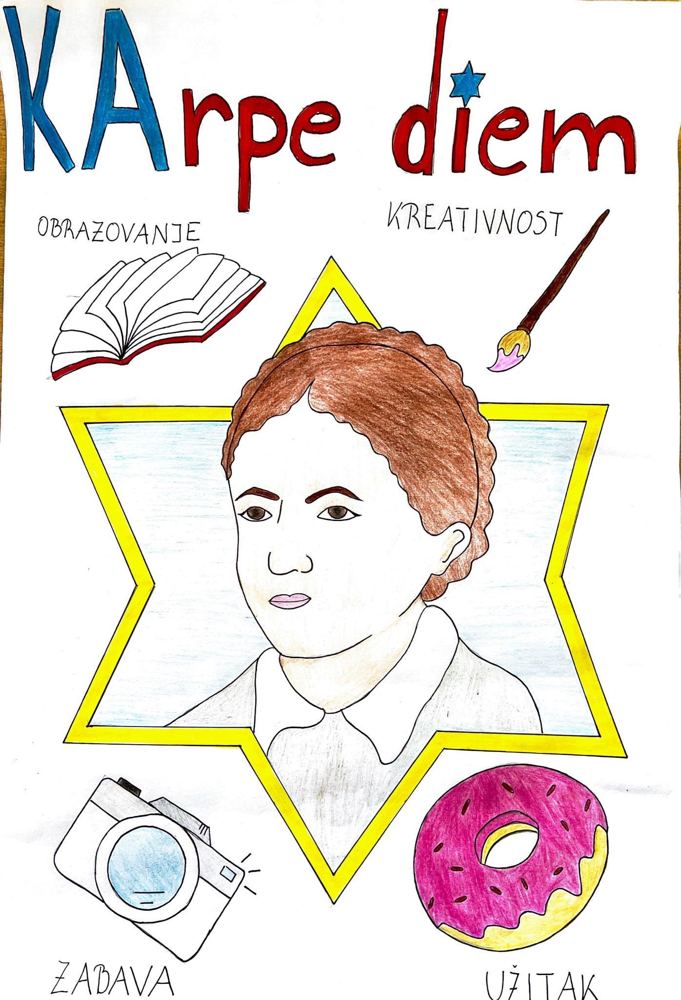 KArpe diem
OBRAZOVANJE
KREATIVNOST
ZABAVA
UŽITAK